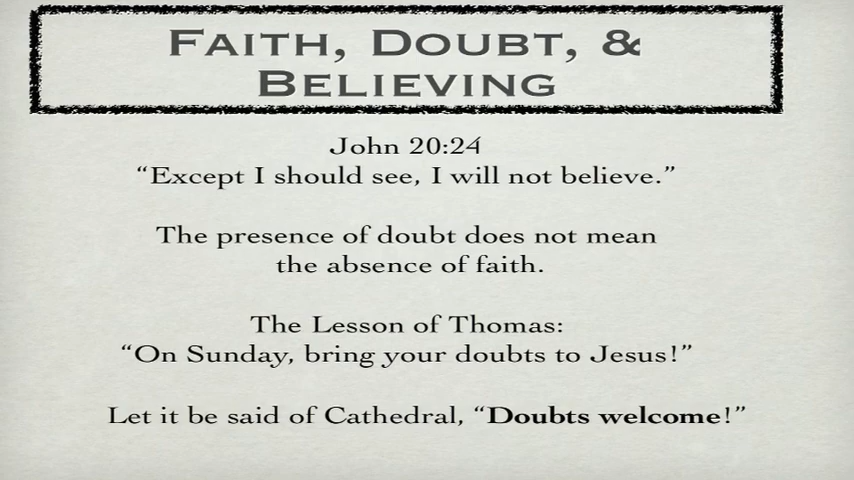 FAITH, DOUBT, &
BELIEVING
John 20:24
“Except I should see, I will not believe.”
The presence of doubt does not mean
the absence of faith.
The Lesson of Thomas:
“On Sunday, bring your doubts to Jesus!”
Let it be said of Cathedral, “Doubts welcome!”